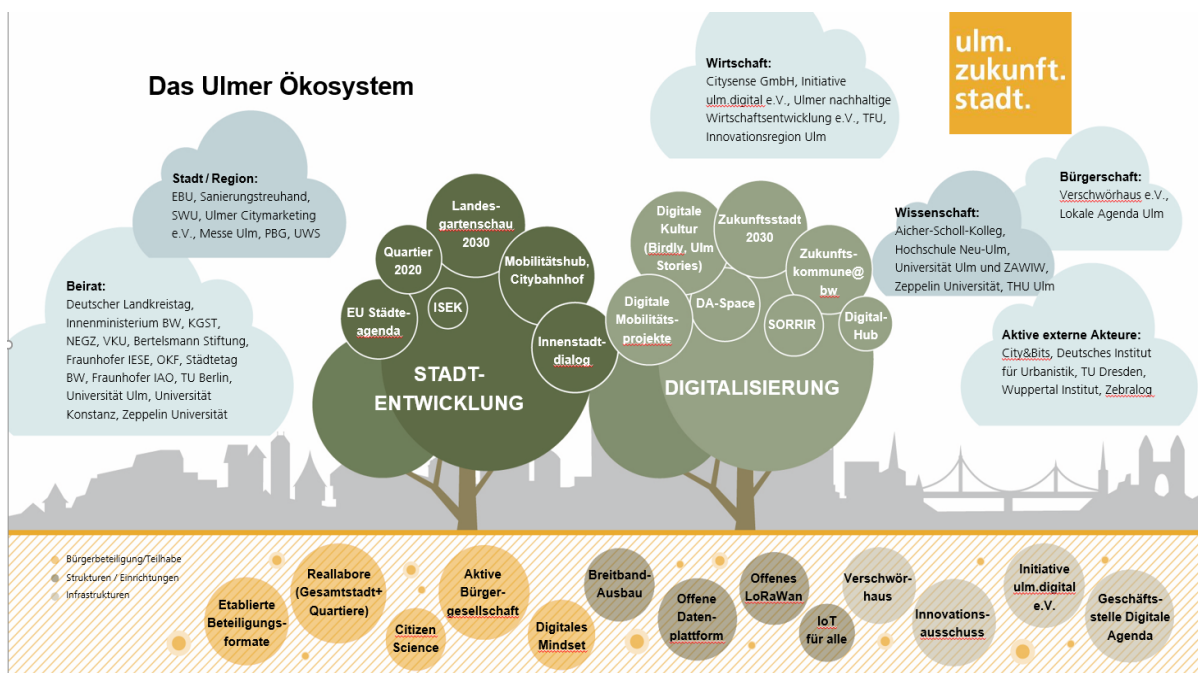 Das Ulmer Ökosystem
ulm.
zukunft.
stadt.
Wirtschaft:
Citysense GmbH, Initiative
ulm.digital e.V., Ulmer nachhaltige
Wirtschaftsentwicklung e.V., TFU,
Innovationsregion Ulm
Stadt / Region:
EBU, Sanierungstreuhand,
SWU, Ulmer Citymarketing
e.V., Messe Ulm, PBG, UWS
Bürgerschaft:
Verschwörhaus e.V.,
Lokale Agenda Ulm
Wissenschaft:
Aicher-Scholl-Kolleg,
Hochschule Neu-Ulm,
Universität Ulm und ZAWIW,
Zeppelin Universität, THU Ulm
Beirat:
Deutscher Landkreistag,
Innenministerium BW, KGST,
NEGZ, VKU, Bertelsmann Stiftung,
Fraunhofer IESE, OKF, Städtetag
BW, Fraunhofer IAO, TU Berlin,
Universität Ulm, Universität
Konstanz, Zeppelin Universität
Aktive externe Akteure:
City&Bits, Deutsches Institut
für Urbanistik, TU Dresden,
Wuppertal Institut, Zebralog
Landes-
gartenschau
2030
Quartier
2020
Mobilitätshub,
Citybahnhof
ISEK
EU Städte-
agenda
Innenstadt-
dialog
STADT-
ENTWICKLUNG
Digitale
Kultur
(Birdly, Ulm
Stories)
Zukunftsstadt
2030
Zukunfts-
kommune@
bw
Digitale
Mobilitäts-
projekte
DA-Space
SORRIR
Digital-
Hub
DIGITALISIERUNG
Bürgerbeteiligung/Teilhabe
Strukturen / Einrichtungen
Infrastrukturen
Etablierte
Beteiligungs-
formate
Reallabore
(Gesamtstadt+
Quartiere)
Citizen
Science
Aktive
Bürger-
gesellschaft
Digitales
Mindset
Breitband-
Ausbau
Offene
Daten-
plattform
Offenes
LoRaWan
IoT
für alle
Verschwör-
haus
Innovations-
ausschuss
Initiative
ulm.digital
e.V.
Geschäfts-
stelle Digitale
Agenda